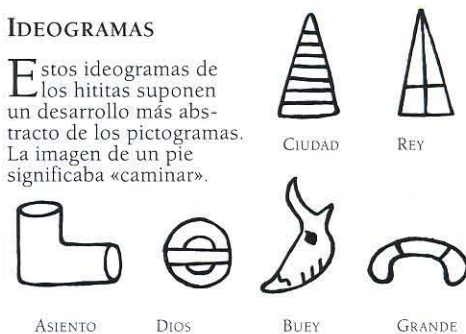 IDEOGRAMAS
Estos ideogramas de
los hititas suponen
un desarrollo más abs-
tracto de los pictogramas.
La imagen de un pie
significaba «caminar».
CIUDAD
REY
ASIENTO
DIOS
BUEY
GRANDE